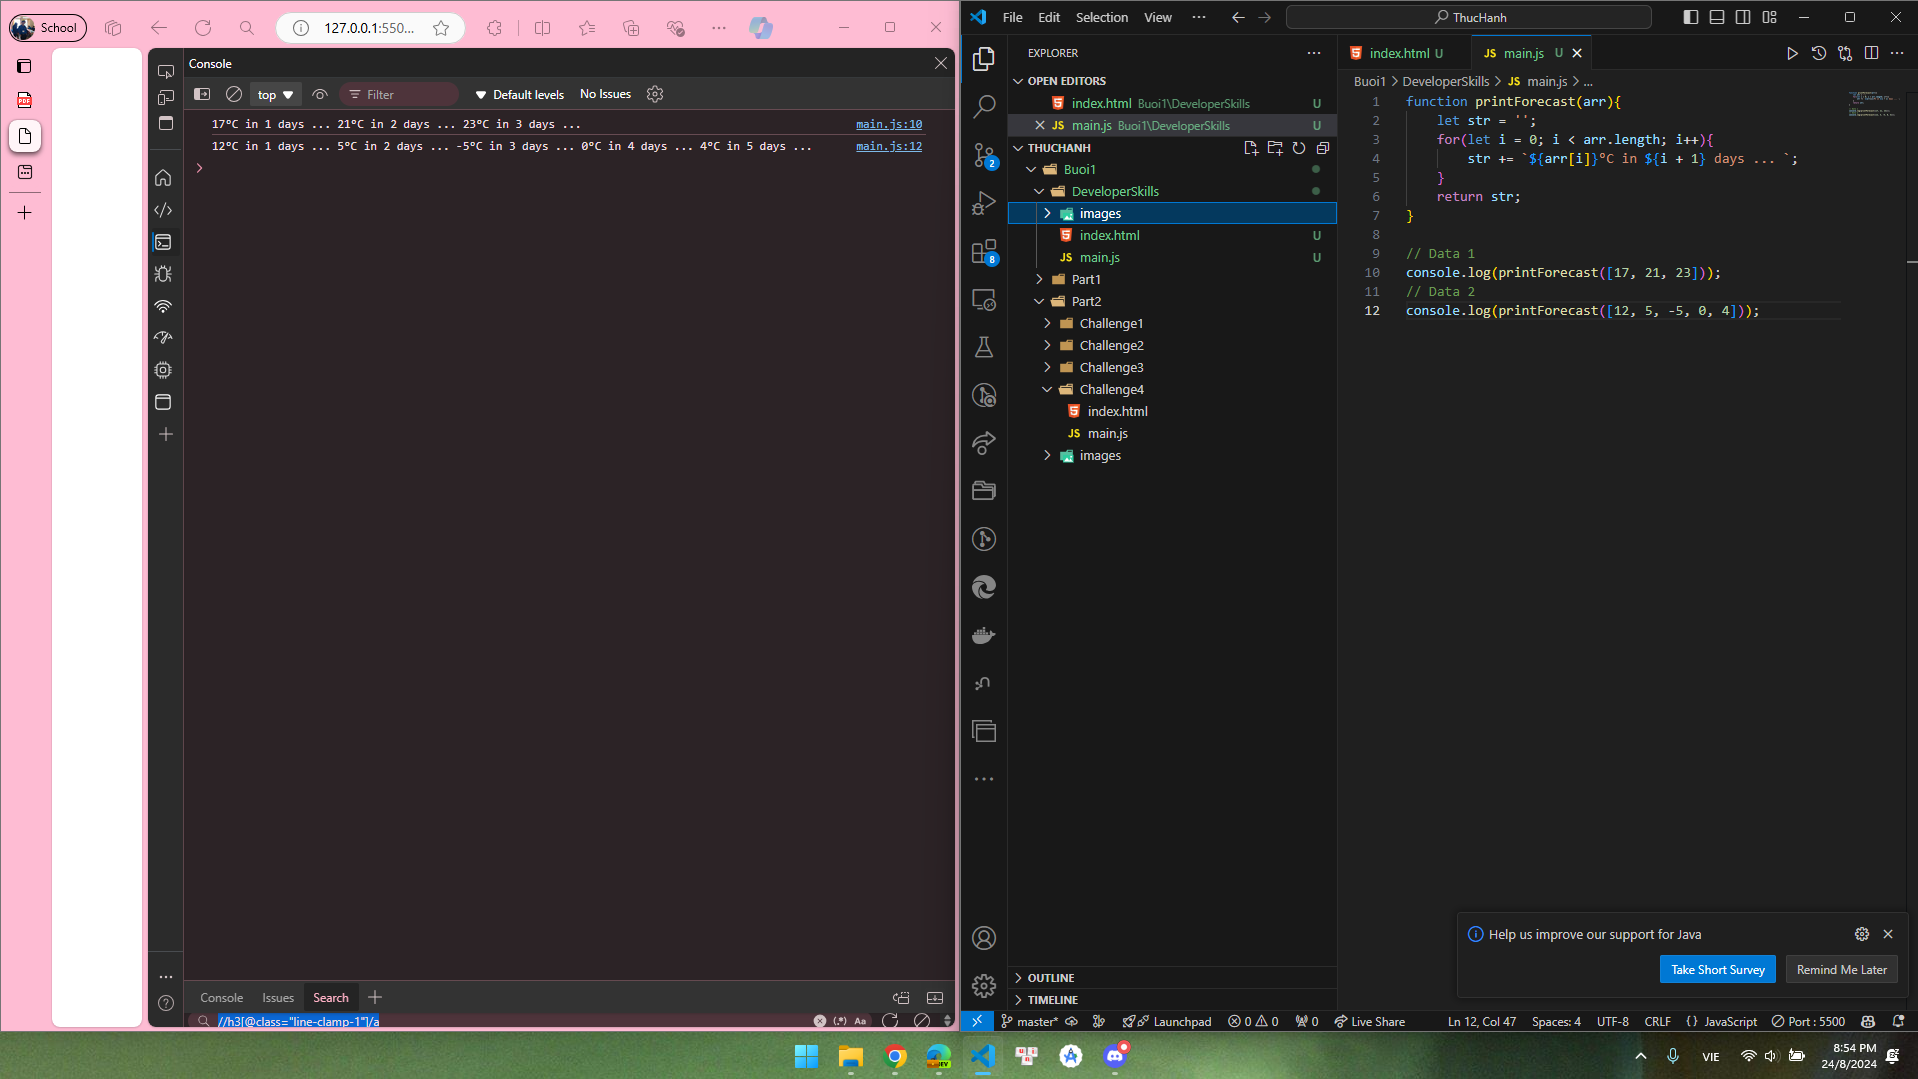 School
127.0.0.1:550...
Console
top
Filter
Default levels
No Issues
17°C in 1 days ... 21°C in 2 days ... 23°C in 3 days ...
main.js:10
12°C in 1 days ... 5°C in 2 days ... -5°C in 3 days ... 0°C in 4 days ... 4°C in 5 days ...
main.js:12
Console
Issues
Search
//h3[@class="line-clamp-1"]/a
(.*)
Aa
File
Edit
Selection
View
ThucHanh
EXPLORER
OPEN EDITORS
index.html Buoi1\DeveloperSkills U
JS main.js Buoi1\DeveloperSkills U
THUCHANH
Buoi1
DeveloperSkills
images
index.html U
JS main.js U
Part1
Part2
Challenge1
Challenge2
Challenge3
Challenge4
index.html
JS main.js
images
OUTLINE
TIMELINE
2
8
index.html U
JS main.js U
Buoi1 > DeveloperSkills > JS main.js > ...
1 function printForecast(arr){
2 let str = '';
3 for(let i = 0; i < arr.length; i++){
4 str += `${arr[i]}°C in ${i + 1} days ... `;
5 }
6 return str;
7 }
8
9 // Data 1
10 console.log(printForecast([17, 21, 23]));
11 // Data 2
12 console.log(printForecast([12, 5, -5, 0, 4]));
Help us improve our support for Java
Take Short Survey
Remind Me Later
master*
Launchpad
0 0
0
Live Share
Ln 12, Col 47
Spaces: 4
UTF-8
CRLF
{ } JavaScript
Port : 5500
DEV
VIE
8:54 PM
24/8/2024